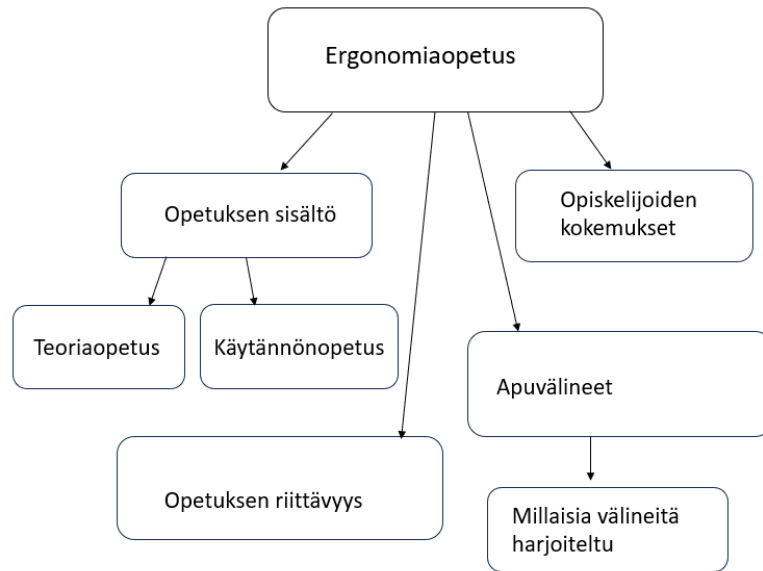 Ergonomiaopetus
Opetuksen sisältö
Opiskelijoiden
kokemukset
Teoriaopetus
Käytännönopetus
Apuvälineet
Opetuksen riittävyys
Millaisia välineitä
harjoiteltu